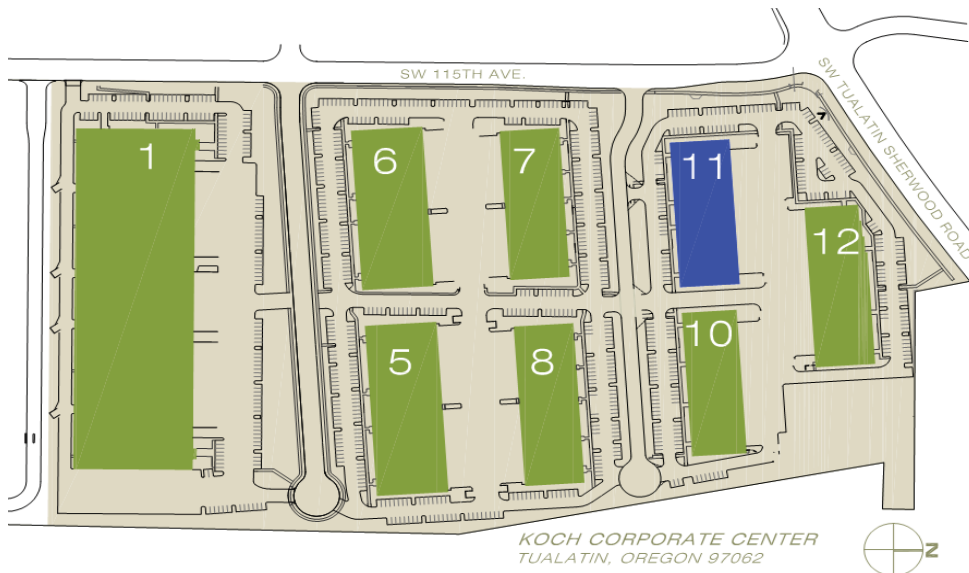 SW 115TH AVE.
SW TUALATIN SHERWOOD ROAD
1
6
7
11
12
5
8
10
KOCH CORPORATE CENTER
TUALATIN, OREGON 97062
N